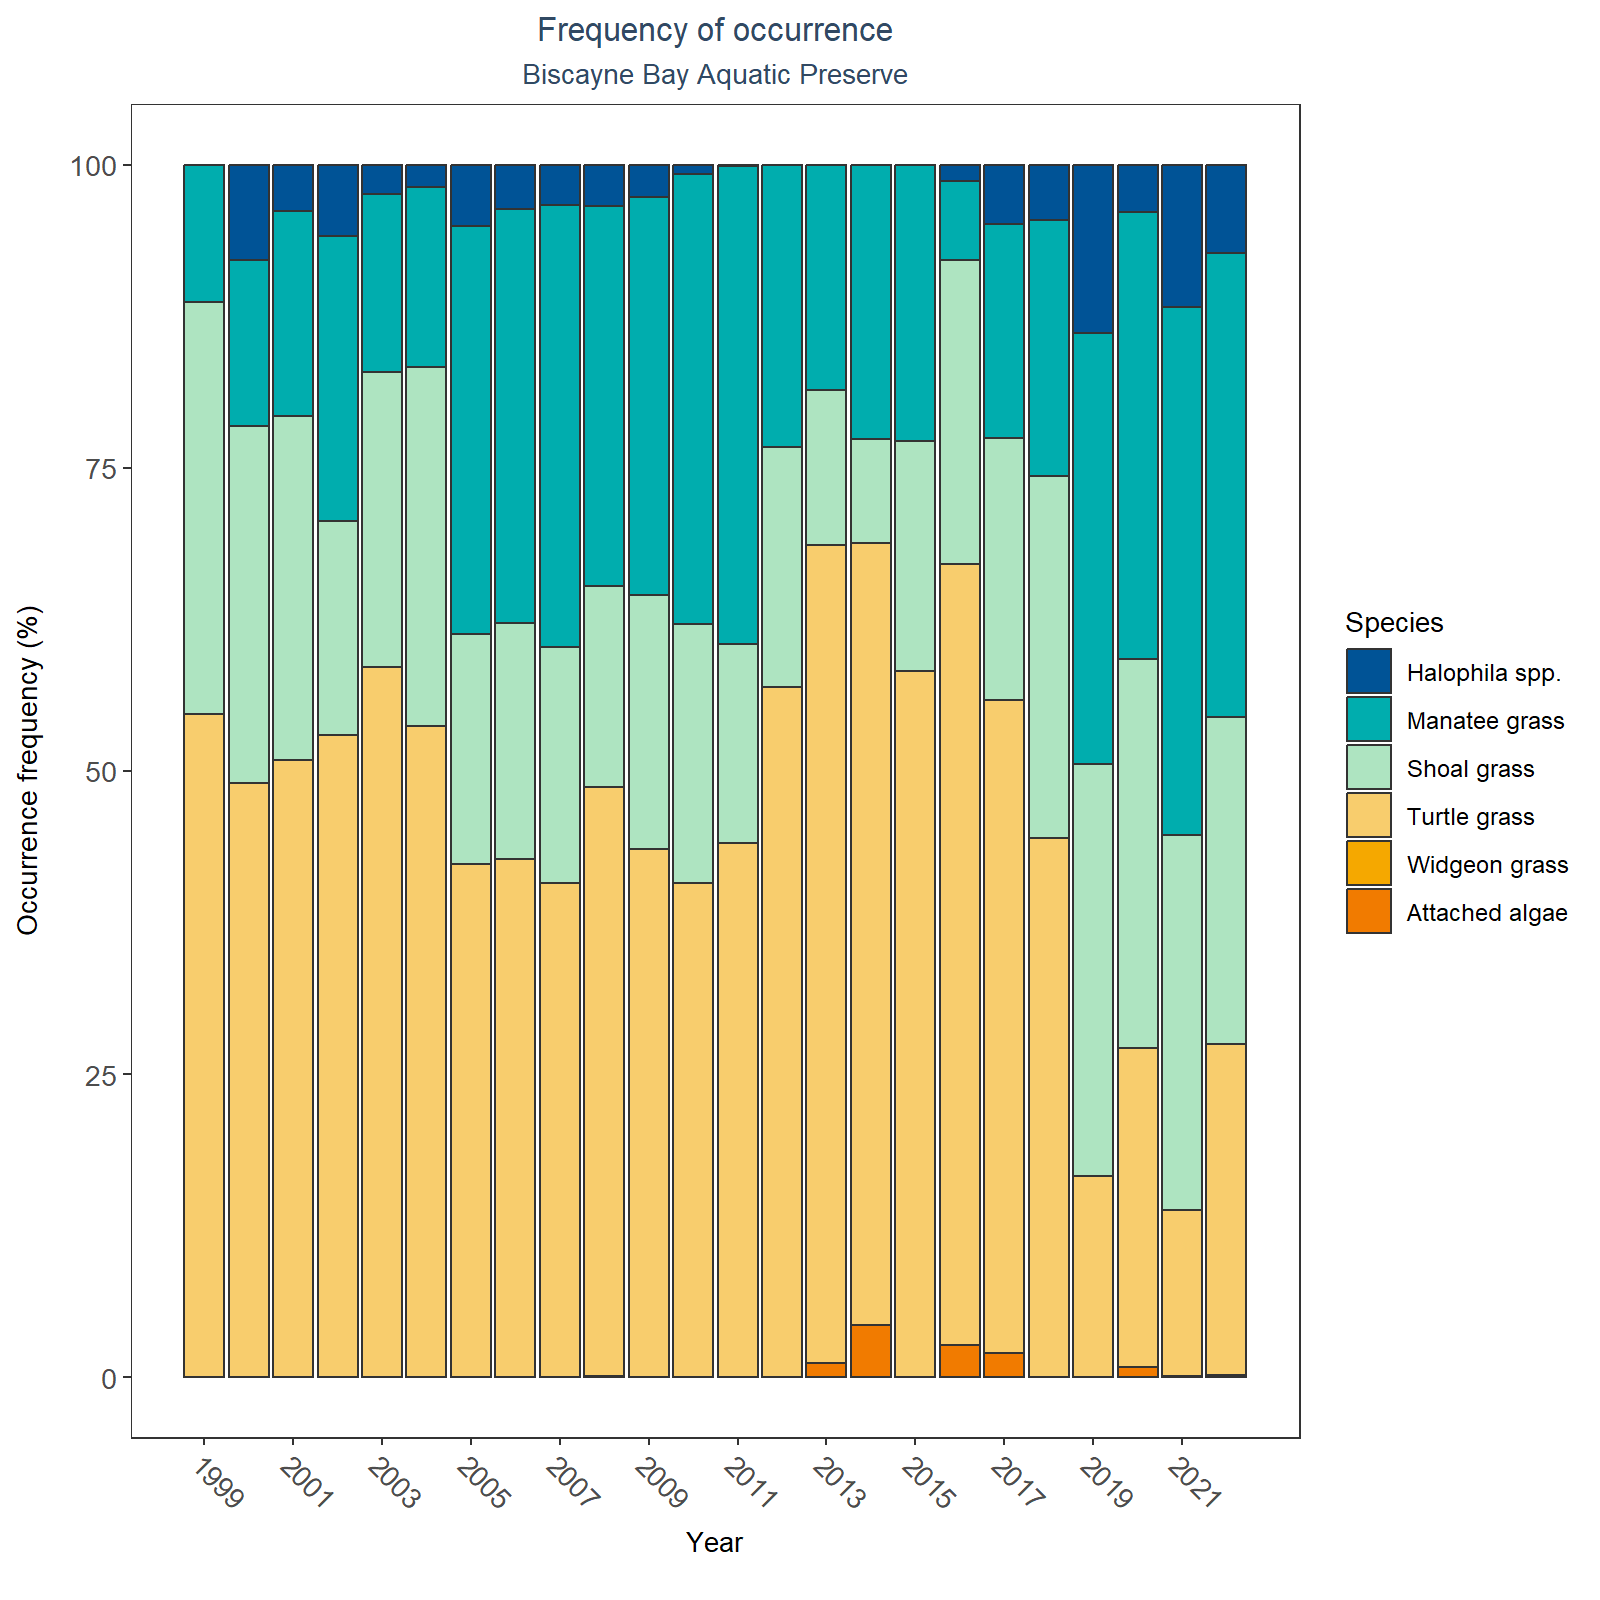 Frequency of occurrence
Biscayne Bay Aquatic Preserve
Occurrence frequency (%)
100
75
50
25
0
1999
2001
2003
2005
2007
2009
2011
2013
2015
2017
2019
2021
Year
Species
Halophila spp.
Manatee grass
Shoal grass
Turtle grass
Widgeon grass
Attached algae